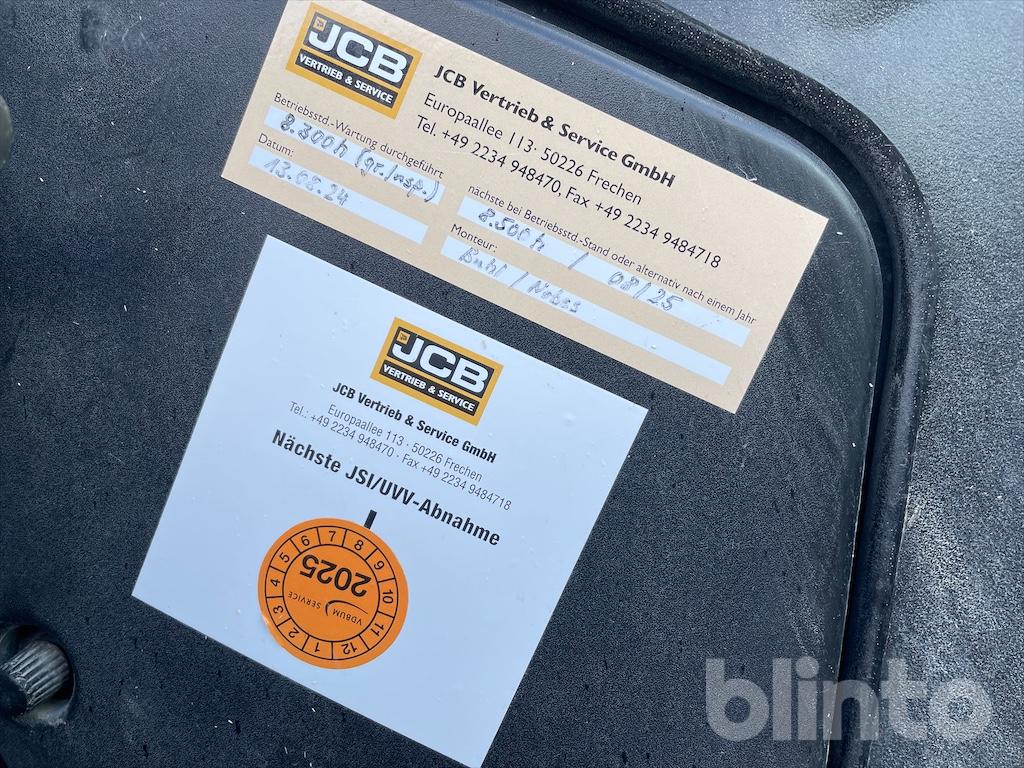 JCB
VERTRIEB & SERVICE
JCB Vertrieb & Service GmbH
Europaallee 113 · 50226 Frechen
Tel. +49 2234 948470, Fax +49 2234 9484718
Betriebsstd.-Wartung durchgeführt
8.300h (gr. Insp.)
Datum:
13.08.24
nächste bei Betriebsstd.-Stand oder alternativ nach einem Jahr
8.500h / 08/25
Monteur:
Buhl /
JCB
VERTRIEB & SERVICE
JCB Vertrieb & Service GmbH
Europaallee 113 · 50226 Frechen
Tel.: +49 2234 948470 · Fax +49 2234 9484718
Nächste JSI/UVV-Abnahme
1 2 3 4 5 6 7 8 9 10 11 12
2025
VDBUM SERVICE
blinto